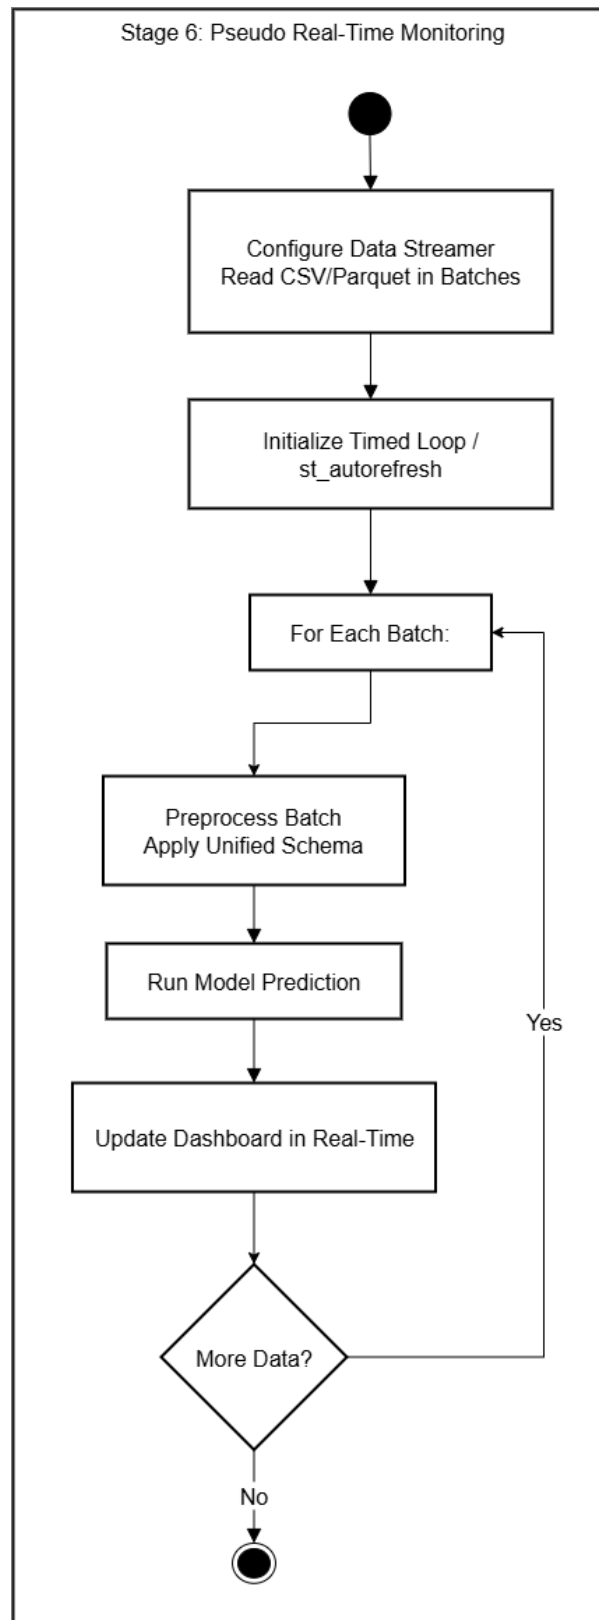 Stage 6: Pseudo Real-Time Monitoring
Configure Data Streamer
Read CSV/Parquet in Batches
Initialize Timed Loop /
st_autorefresh
For Each Batch:
Preprocess Batch
Apply Unified Schema
Run Model Prediction
Yes
Update Dashboard in Real-Time
More Data?
No